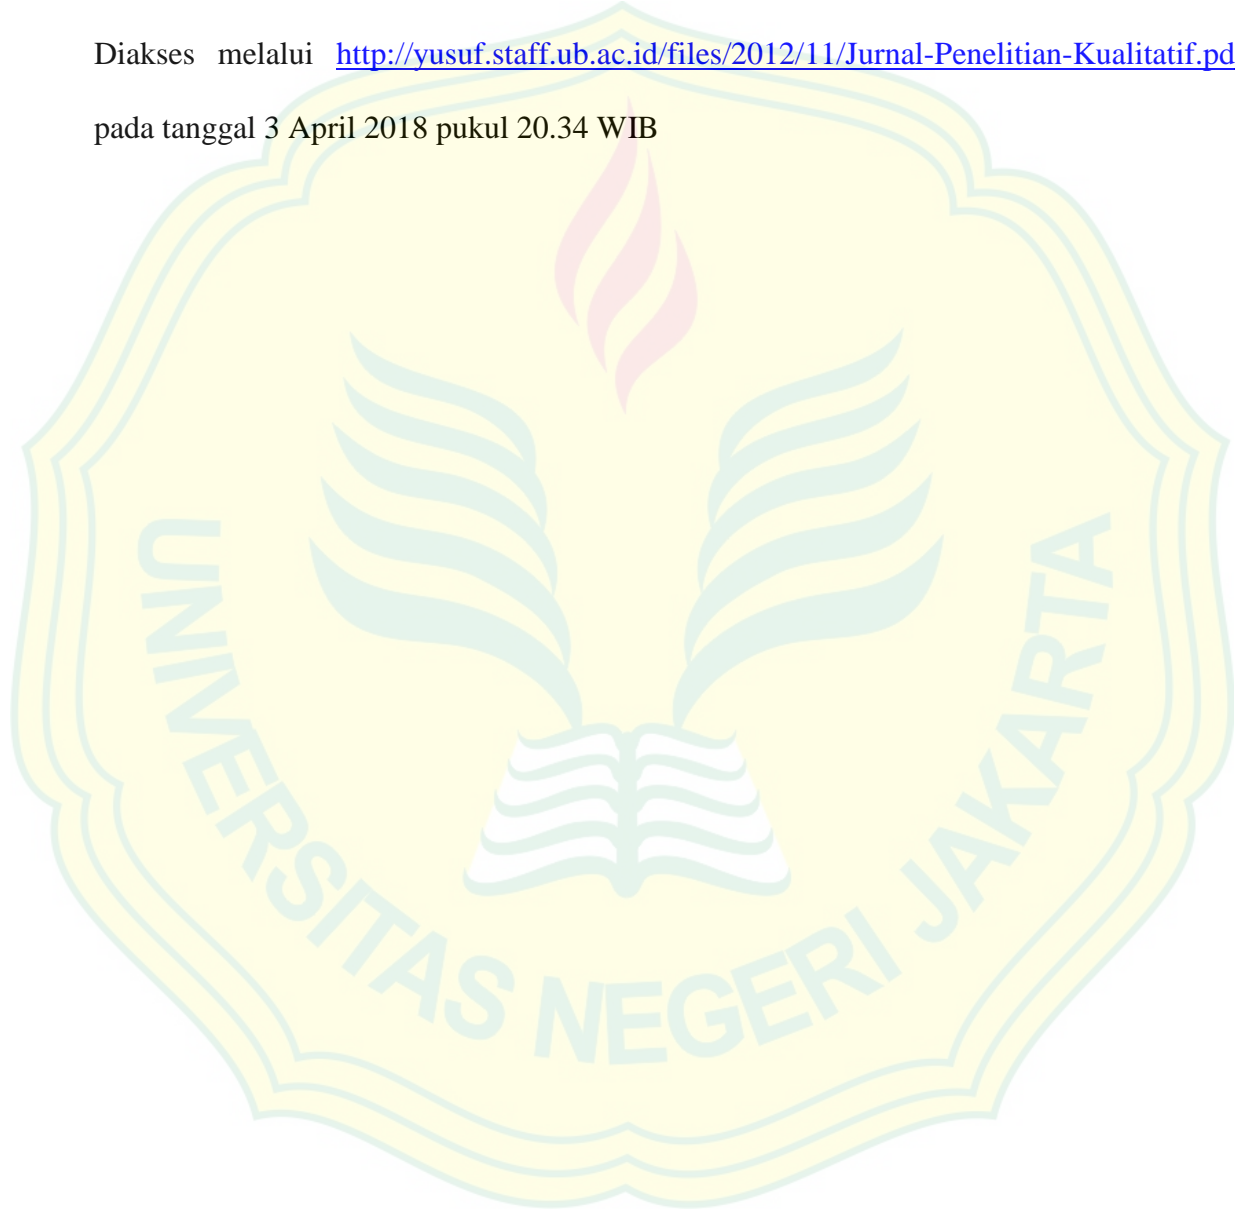 Diakses melalui http://yusuf.staff.ub.ac.id/files/2012/11/Jurnal-Penelitian-Kualitatif.pd
pada tanggal 3 April 2018 pukul 20.34 WIB
UNIVERSITAS NEGERI JAKARTA